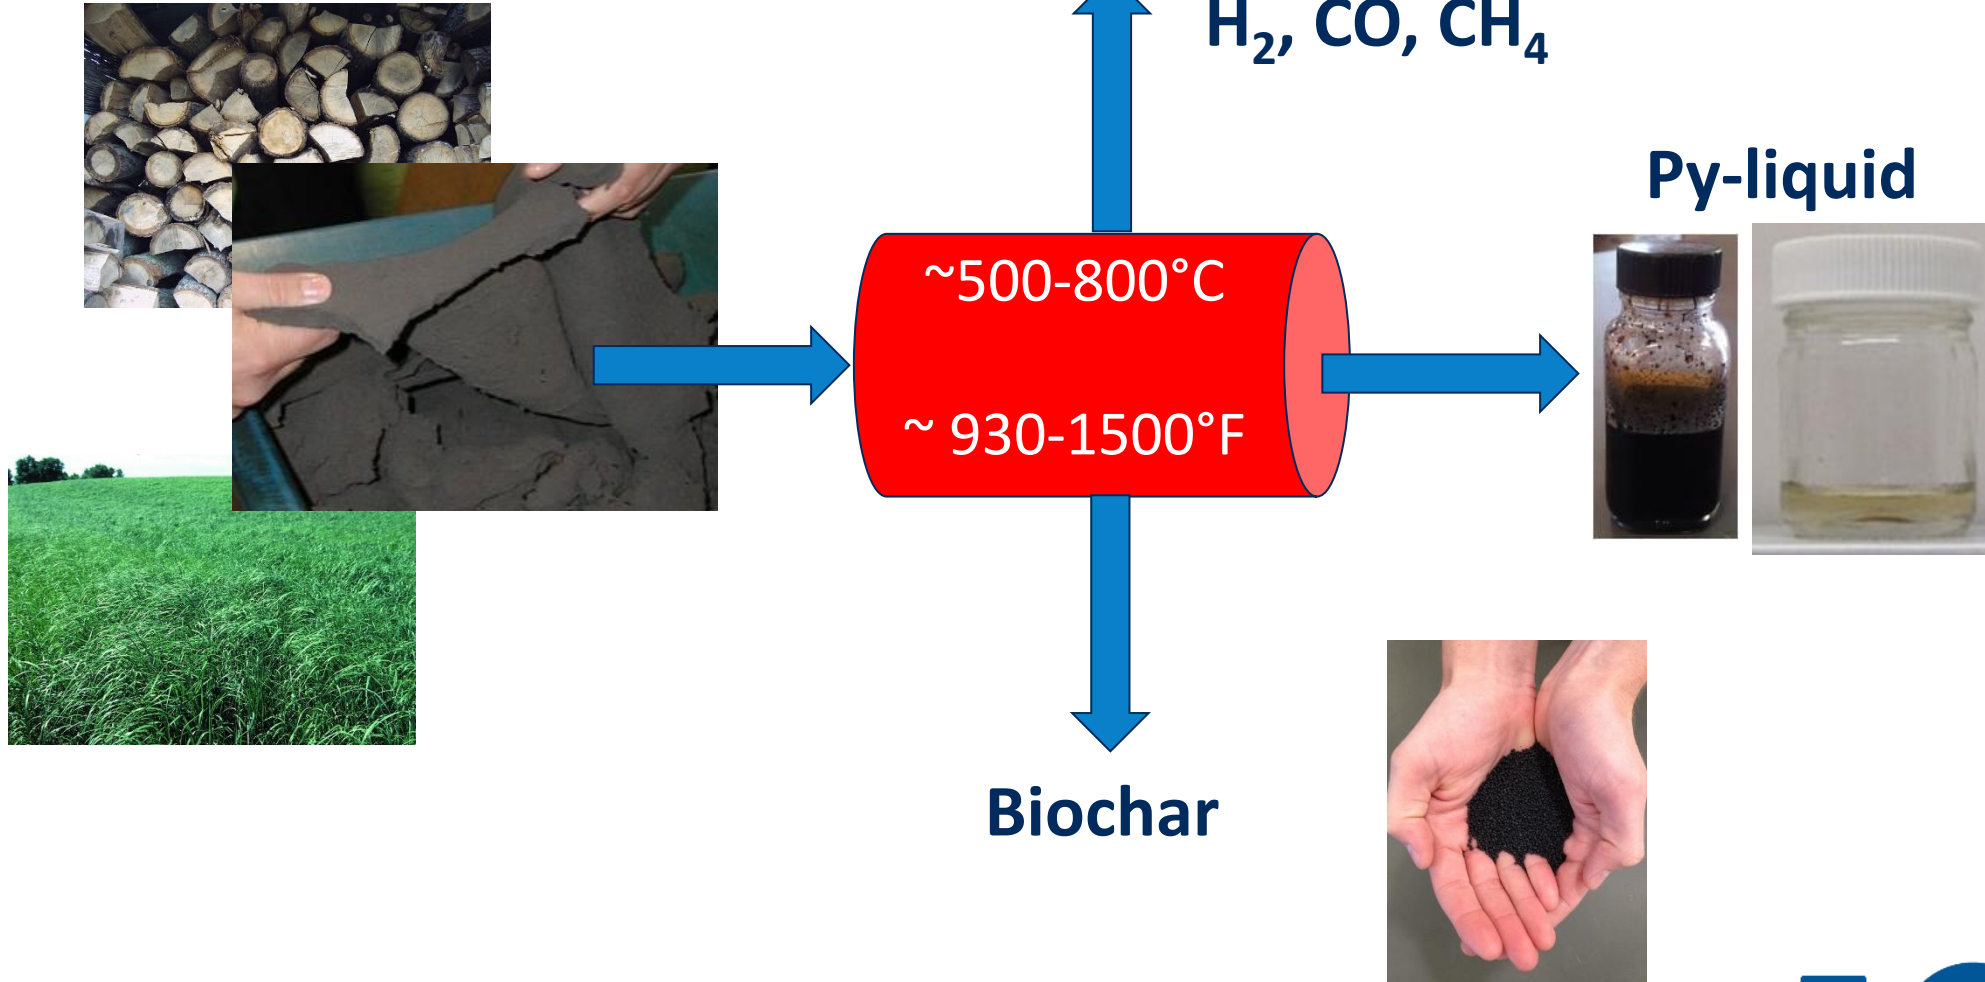 H₂, CO, CH₄
Py-liquid
~500-800°C
~ 930-1500°F
Biochar